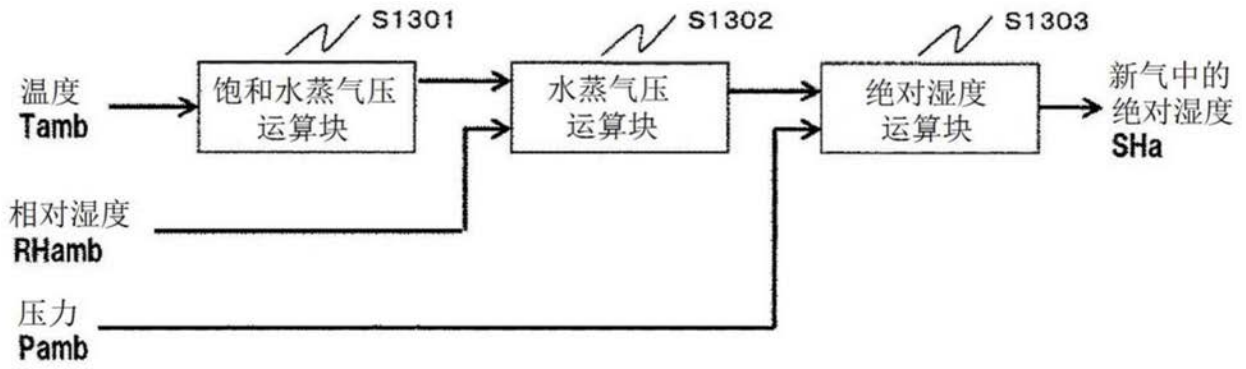 S1301
S1302
S1303
温度
Tamb
饱和水蒸气压
运算块
水蒸气压
运算块
绝对湿度
运算块
新气中的
绝对湿度
SHa
相对湿度
RHamb
压力
Pamb